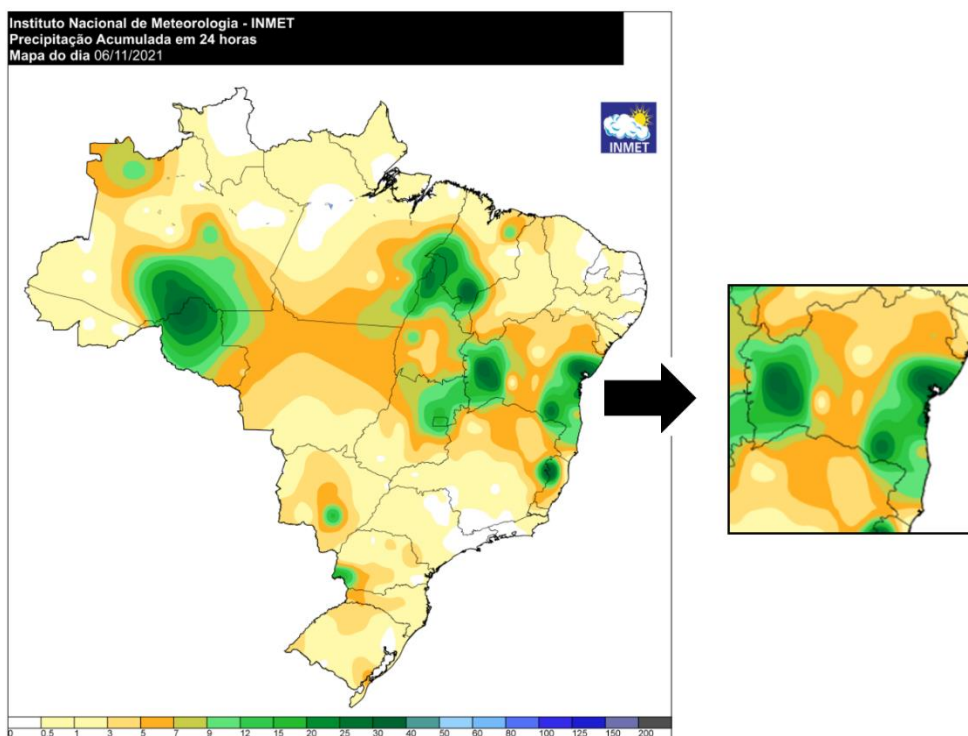 Instituto Nacional de Meteorologia - INMET
Precipitação Acumulada em 24 horas
Mapa do dia 06/11/2021
INMET
0 0.5 1 3 5 7 9 12 15 20 25 30 40 50 60 80 100 125 150 200